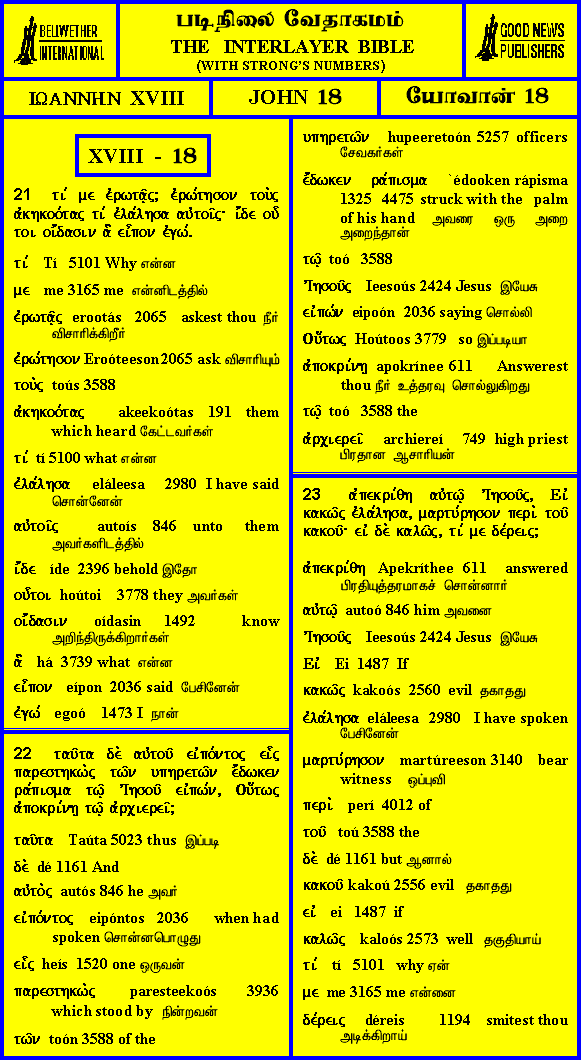 BELLWETHER
INTERNATIONAL
படிநிலை வேதாகமம்
THE INTERLAYER BIBLE
(WITH STRONG'S NUMBERS)
GOOD NEWS
PUBLISHERS
ΙΩΑΝΝΗΝ XVIII
JOHN 18
யோவான் 18
XVIII - 18
21 τί με ἐρωτᾷς; ἐρώτησον τοὺς
ἀκηκοότας τί ἐλάλησα αὐτοῖς· ἴδε οὗ
τοι οἴδασιν ἃ εἶπον ἐγώ.
τί Tí 5101 Why என்ன
με me 3165 me என்னிடத்தில்
ἐρωτᾷς erootás 2065 askest thou நீர்
விசாரிக்கிறீர்
ἐρώτησον Eroóteeson 2065 ask விசாரியும்
τοὺς toús 3588
ἀκηκοότας akeekoótas 191 them
which heard கேட்டவர்கள்
τί tí 5100 what என்ன
ἐλάλησα eláleesa 2980 I have said
சொன்னேன்
αὐτοῖς autoís 846 unto them
அவர்களிடத்தில்
ἴδε íde 2396 behold இதோ
οὗτοι hoútoi 3778 they அவர்கள்
οἴδασιν oídasin 1492 know
அறிந்திருக்கிறார்கள்
ἃ há 3739 what என்ன
εἶπον eípon 2036 said பேசினேன்
ἐγώ egoó 1473 I நான்
22 ταῦτα δὲ αὐτοῦ εἰπόντος εἷς
παρεστηκὼς τῶν υπηρετῶν ἔδωκεν
ράπισμα τῷ Ἰησοῦ εἰπών, Οὕτως
ἀποκρίνῃ τῷ ἀρχιερεῖ;
ταῦτα Taúta 5023 thus இப்படி
δὲ dé 1161 And
αὐτὸς autós 846 he அவர்
εἰπόντος eipóntos 2036 when had
spoken சொன்னபொழுது
εἷς heís 1520 one ஒருவன்
παρεστηκὼς paresteekoós 3936
which stood by நின்றவன்
τῶν toón 3588 of the
υπηρετῶν hupeeretoón 5257 officers
சேவகர்கள்
ἔδωκεν ράπισμα `édooken rápisma
1325 4475 struck with the palm
of his hand அவரை ஒரு அறை
அறைந்தான்
τῷ toó 3588
Ἰησοῦς Ieesoús 2424 Jesus இயேசு
εἰπών eipoón 2036 saying சொல்லி
Οὕτως Hoútoos 3779 so இப்படியா
ἀποκρίνῃ apokrínee 611 Answerest
thou நீர் உத்தரவு சொல்லுகிறது
τῷ toó 3588 the
ἀρχιερεῖ archiereí 749 high priest
பிரதான ஆசாரியன்
23 ἀπεκρίθη αὐτῷ Ἰησοῦς, Εἰ
κακῶς ἐλάλησα, μαρτύρησον περὶ τοῦ
κακοῦ· εἰ δὲ καλῶς, τί με δέρεις;
ἀπεκρίθη Apekríthee 611 answered
பிரதியுத்தரமாகச் சொன்னார்
αὐτῷ autoó 846 him அவனை
Ἰησοῦς Ieesoús 2424 Jesus இயேசு
Εἰ Ei 1487 If
κακῶς kakoós 2560 evil தகாதது
ἐλάλησα eláleesa 2980 I have spoken
பேசினேன்
μαρτύρησον martúreeson 3140 bear
witness ஒப்புவி
περὶ perí 4012 of
τοῦ toú 3588 the
δὲ dé 1161 but ஆனால்
κακοῦ kakoú 2556 evil தகாதது
εἰ ei 1487 if
καλῶς kaloós 2573 well தகுதியாய்
τί tí 5101 why ஏன்
με me 3165 me என்னை
δέρεις déreis 1194 smitest thou
அடிக்கிறாய்